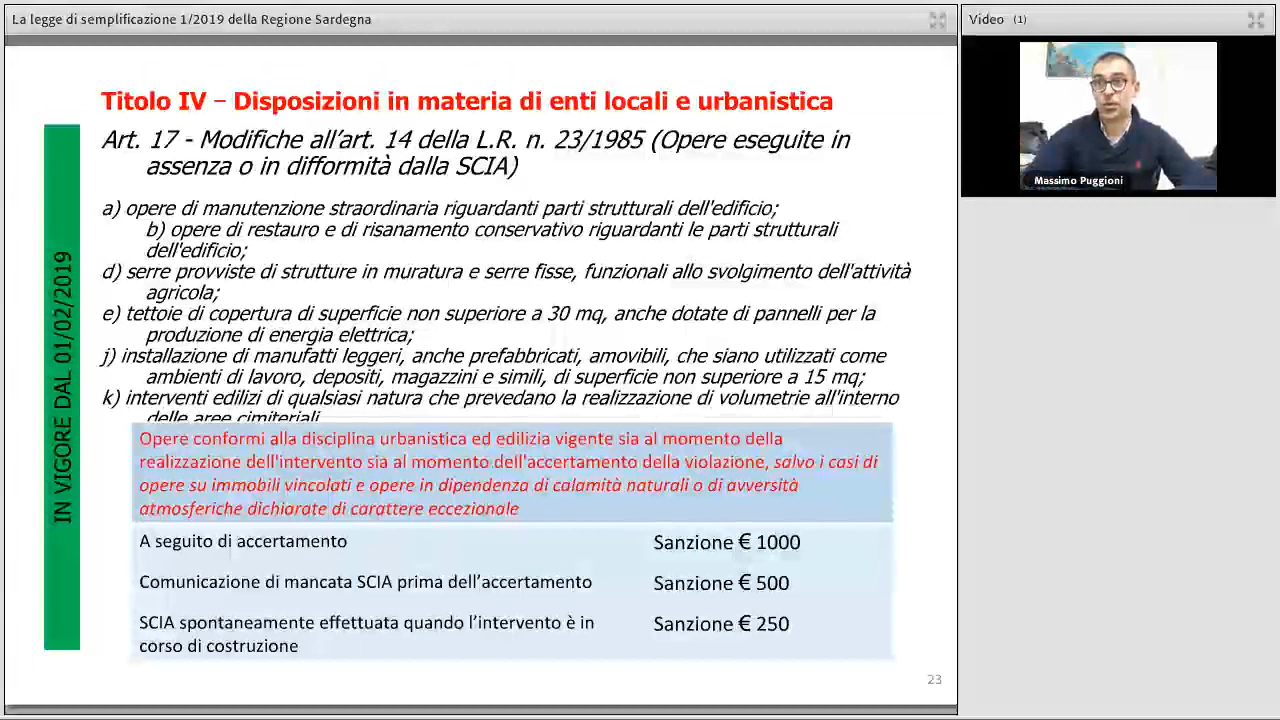 La legge di semplificazione 1/2019 della Regione Sardegna
Video (1)
Massimo Puggioni
Titolo IV – Disposizioni in materia di enti locali e urbanistica
IN VIGORE DAL 01/02/2019
Art. 17 - Modifiche all’art. 14 della L.R. n. 23/1985 (Opere eseguite in
assenza o in difformità dalla SCIA)
a) opere di manutenzione straordinaria riguardanti parti strutturali dell'edificio;
b) opere di restauro e di risanamento conservativo riguardanti le parti strutturali
dell'edificio;
d) serre provviste di strutture in muratura e serre fisse, funzionali allo svolgimento dell'attività
agricola;
e) tettoie di copertura di superficie non superiore a 30 mq, anche dotate di pannelli per la
produzione di energia elettrica;
j) installazione di manufatti leggeri, anche prefabbricati, amovibili, che siano utilizzati come
ambienti di lavoro, depositi, magazzini e simili, di superficie non superiore a 15 mq;
k) interventi edilizi di qualsiasi natura che prevedano la realizzazione di volumetrie all'interno
delle aree cimiteriali
Opere conformi alla disciplina urbanistica ed edilizia vigente sia al momento della
realizzazione dell'intervento sia al momento dell'accertamento della violazione, salvo i casi di
opere su immobili vincolati e opere in dipendenza di calamità naturali o di avversità
atmosferiche dichiarate di carattere eccezionale
A seguito di accertamento Sanzione € 1000
Comunicazione di mancata SCIA prima dell’accertamento Sanzione € 500
SCIA spontaneamente effettuata quando l’intervento è in Sanzione € 250
corso di costruzione
23